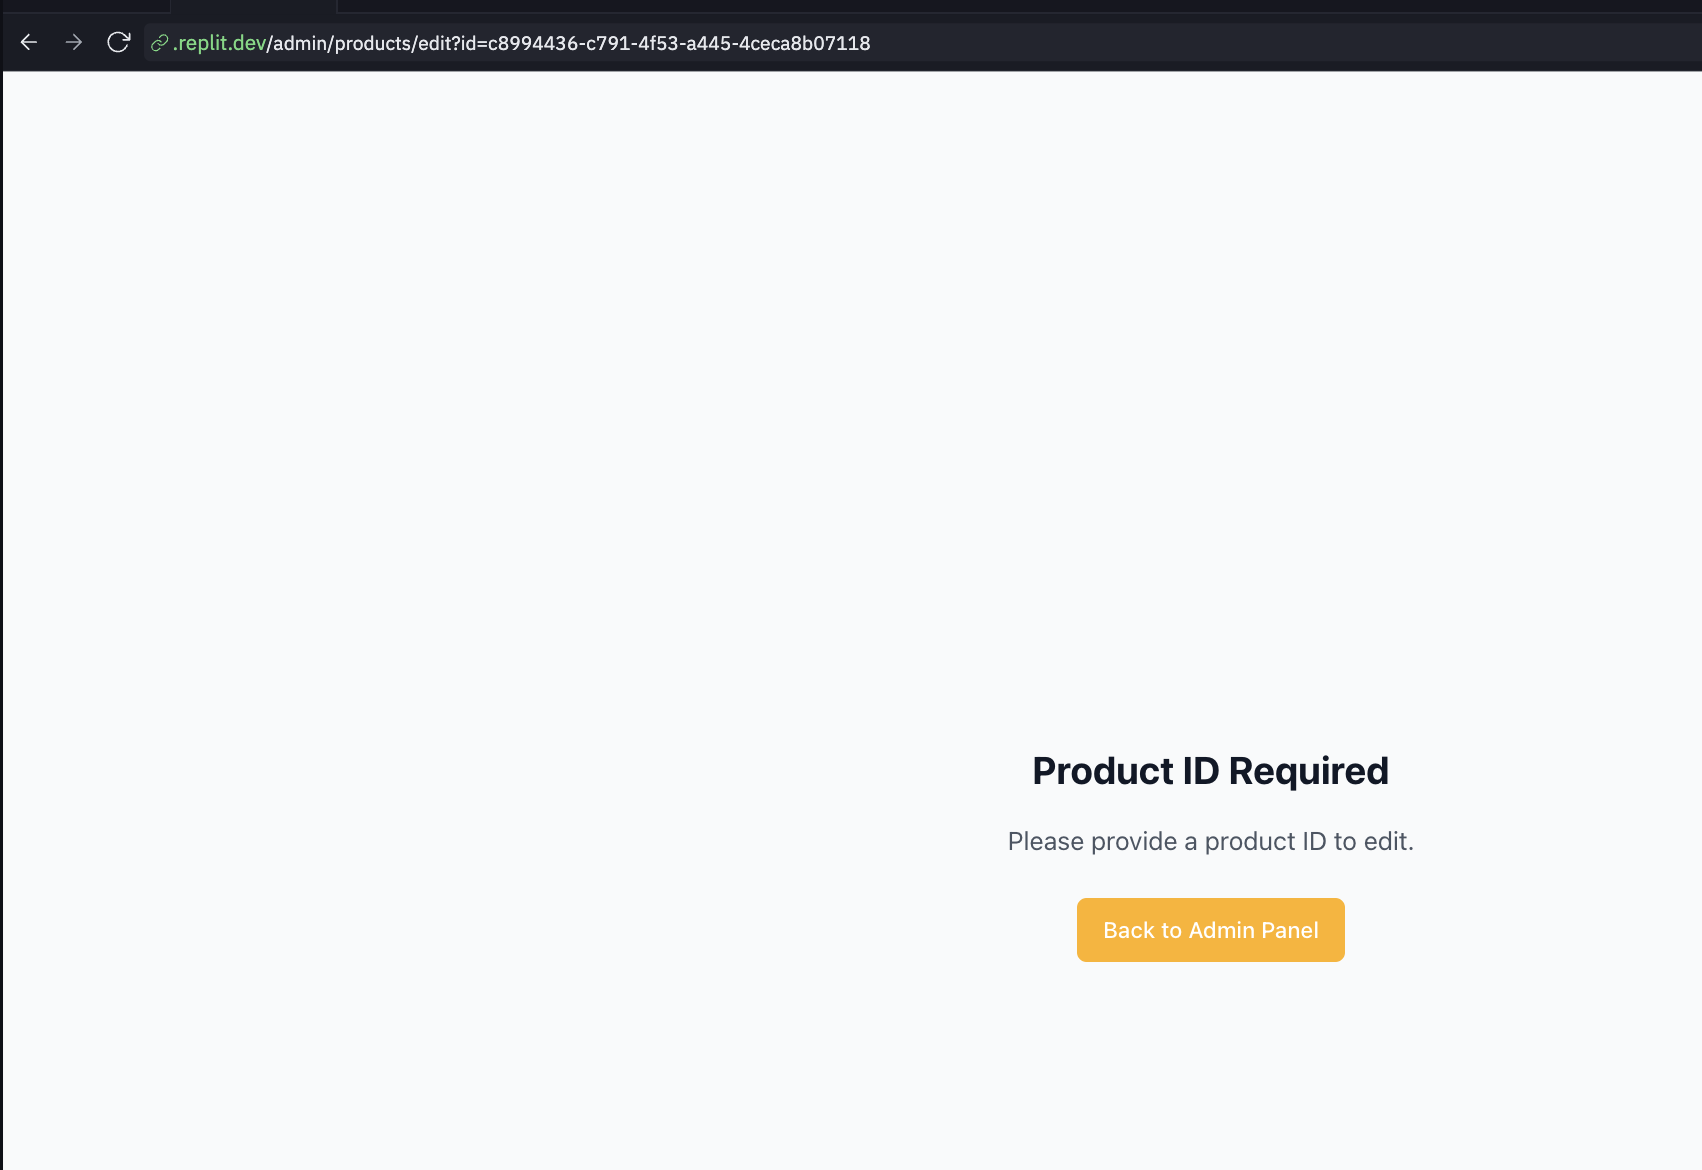 .replit.dev/admin/products/edit?id=c8994436-c791-4f53-a445-4ceca8b07118
Product ID Required
Please provide a product ID to edit.
Back to Admin Panel